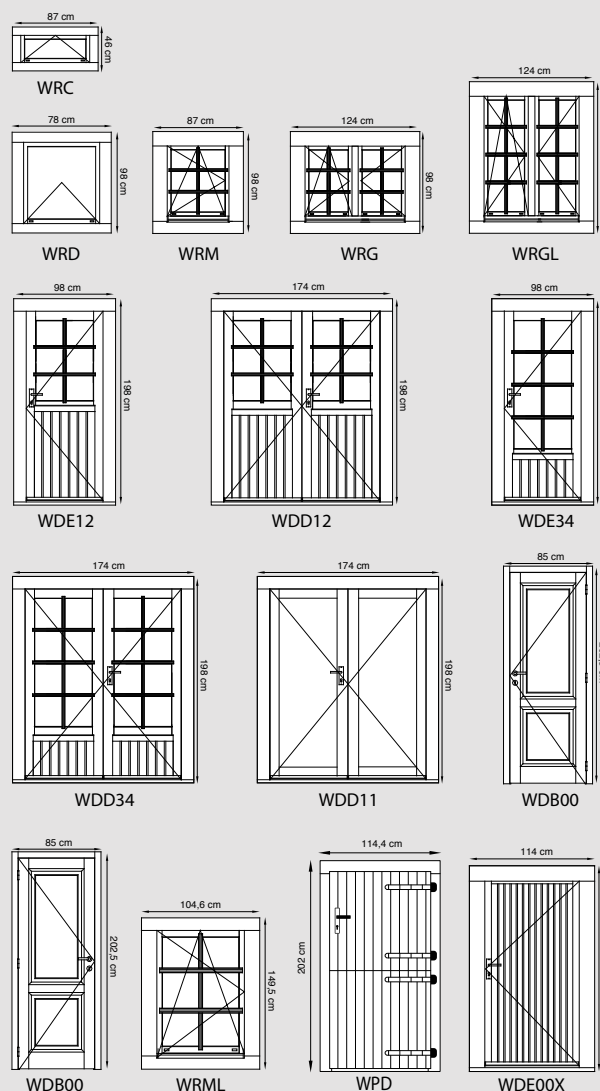 87 cm
46 cm
WRC
78 cm
98 cm
WRD
87 cm
98 cm
WRM
124 cm
98 cm
WRG
124 cm
WRGL
98 cm
198 cm
WDE12
174 cm
198 cm
WDD12
98 cm
WDE34
174 cm
198 cm
WDD34
174 cm
198 cm
WDD11
85 cm
WDB00
85 cm
202,5 cm
WDB00
104,6 cm
149,5 cm
WRML
114,4 cm
202 cm
WPD
114 cm
WDE00X